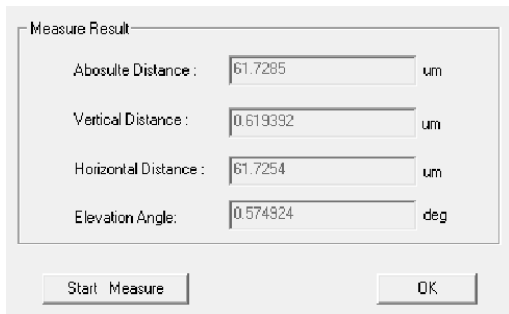 Measure Result
Abosulte Distance : 61.7285 um
Vertical Distance : 0.619392 um
Horizontal Distance : 61.7254 um
Elevation Angle: 0.574924 deg
Start Measure OK